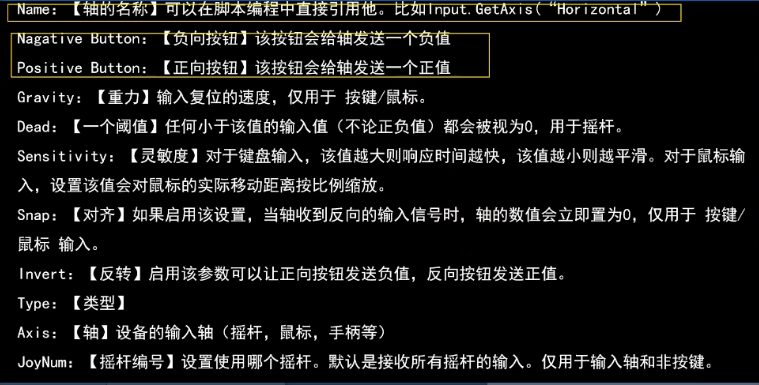 Name:【轴的名称】可以在脚本编程中直接引用他。比如Input.GetAxis(“Horizontal”)
Nagative Button:【负向按钮】该按钮会给轴发送一个负值
Positive Button:【正向按钮】该按钮会给轴发送一个正值
Gravity:【重力】输入复位的速度，仅用于 按键/鼠标。
Dead:【一个阈值】任何小于该值的输入值（不论正负值）都会被视为0，用于摇杆。
Sensitivity:【灵敏度】对于键盘输入，该值越大则响应时间越快，该值越小则越平滑。对于鼠标输
入，设置该值会对鼠标的实际移动距离按比例缩放。
Snap:【对齐】如果启用该设置，当轴收到反向的输入信号时，轴的数值会立即置为0，仅用于 按键/
鼠标 输入。
Invert:【反转】启用该参数可以让正向按钮发送负值，反向按钮发送正值。
Type:【类型】
Axis:【轴】设备的输入轴（摇杆，鼠标，手柄等）
JoyNum:【摇杆编号】设置使用哪个摇杆。默认是接收所有摇杆的输入。仅用于输入轴和非按键。